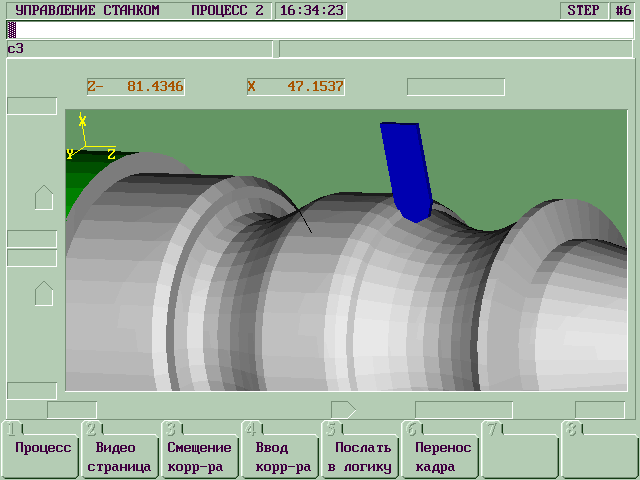 УПРАВЛЕНИЕ СТАНКОМ ПРОЦЕСС 2 16:34:23 STEP #6
c3
Z- 81.4346 X 47.1537
X
Y Z
1 2 3 4 5 6 7 8
Процесс Видео Смещение Ввод Послать Перенос
страница корр-ра корр-ра в логику кадра